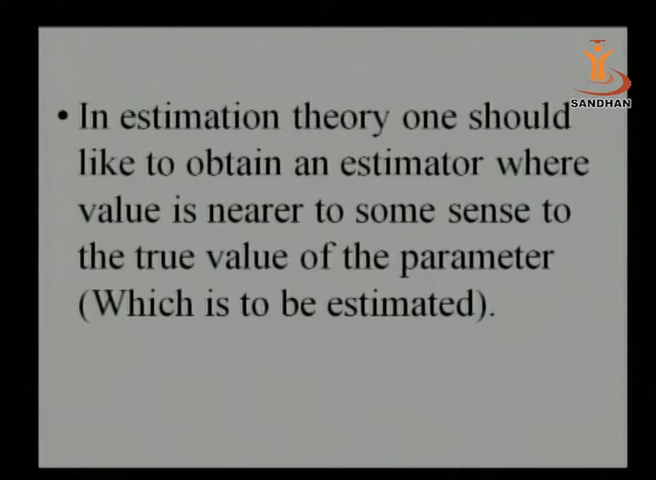 SANDHAN
• In estimation theory one should
like to obtain an estimator where
value is nearer to some sense to
the true value of the parameter
(Which is to be estimated).